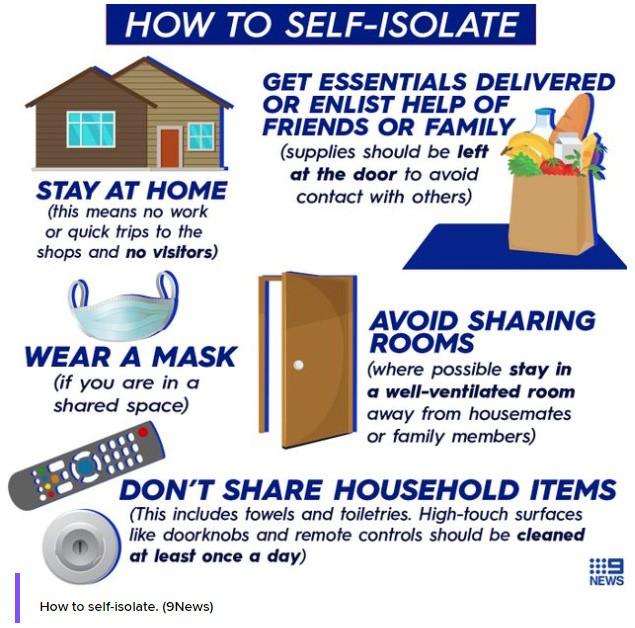 HOW TO SELF-ISOLATE
GET ESSENTIALS DELIVERED
OR ENLIST HELP OF
FRIENDS OR FAMILY
(supplies should be left
at the door to avoid
contact with others)
STAY AT HOME
(this means no work
or quick trips to the
shops and no visitors)
WEAR A MASK
(if you are in a
shared space)
AVOID SHARING
ROOMS
(where possible stay in
a well-ventilated room
away from housemates
or family members)
DON'T SHARE HOUSEHOLD ITEMS
(This includes towels and toiletries. High-touch surfaces
like doorknobs and remote controls should be cleaned
at least once a day)
9
NEWS
How to self-isolate. (9News)